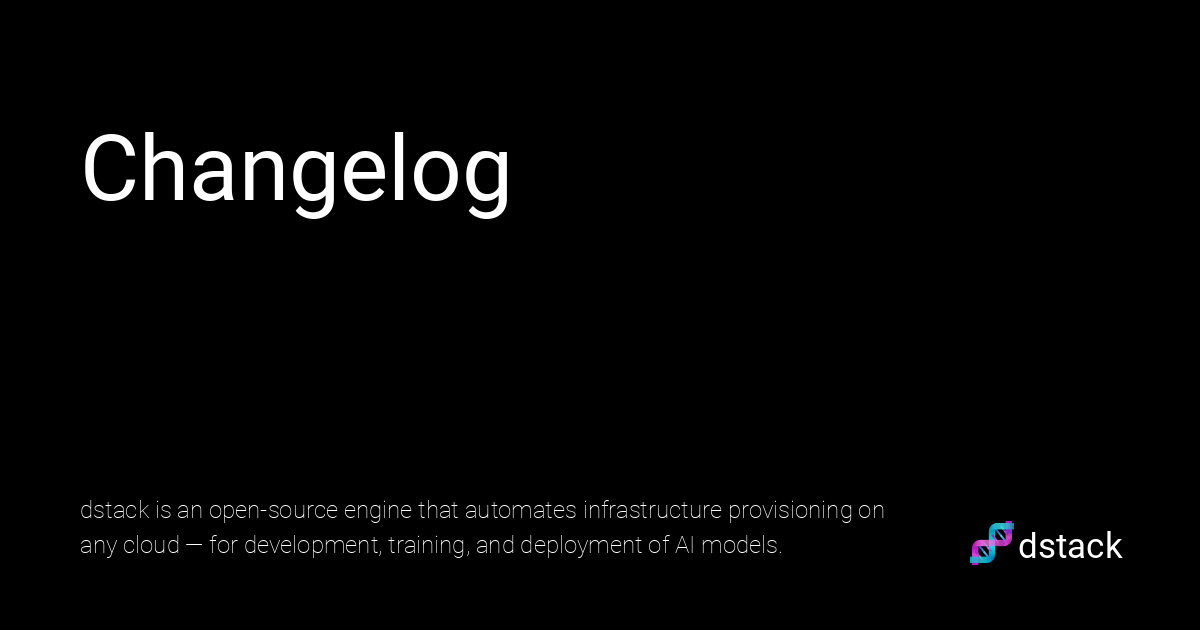 Changelog
dstack is an open-source engine that automates infrastructure provisioning on
any cloud — for development, training, and deployment of AI models.
dstack